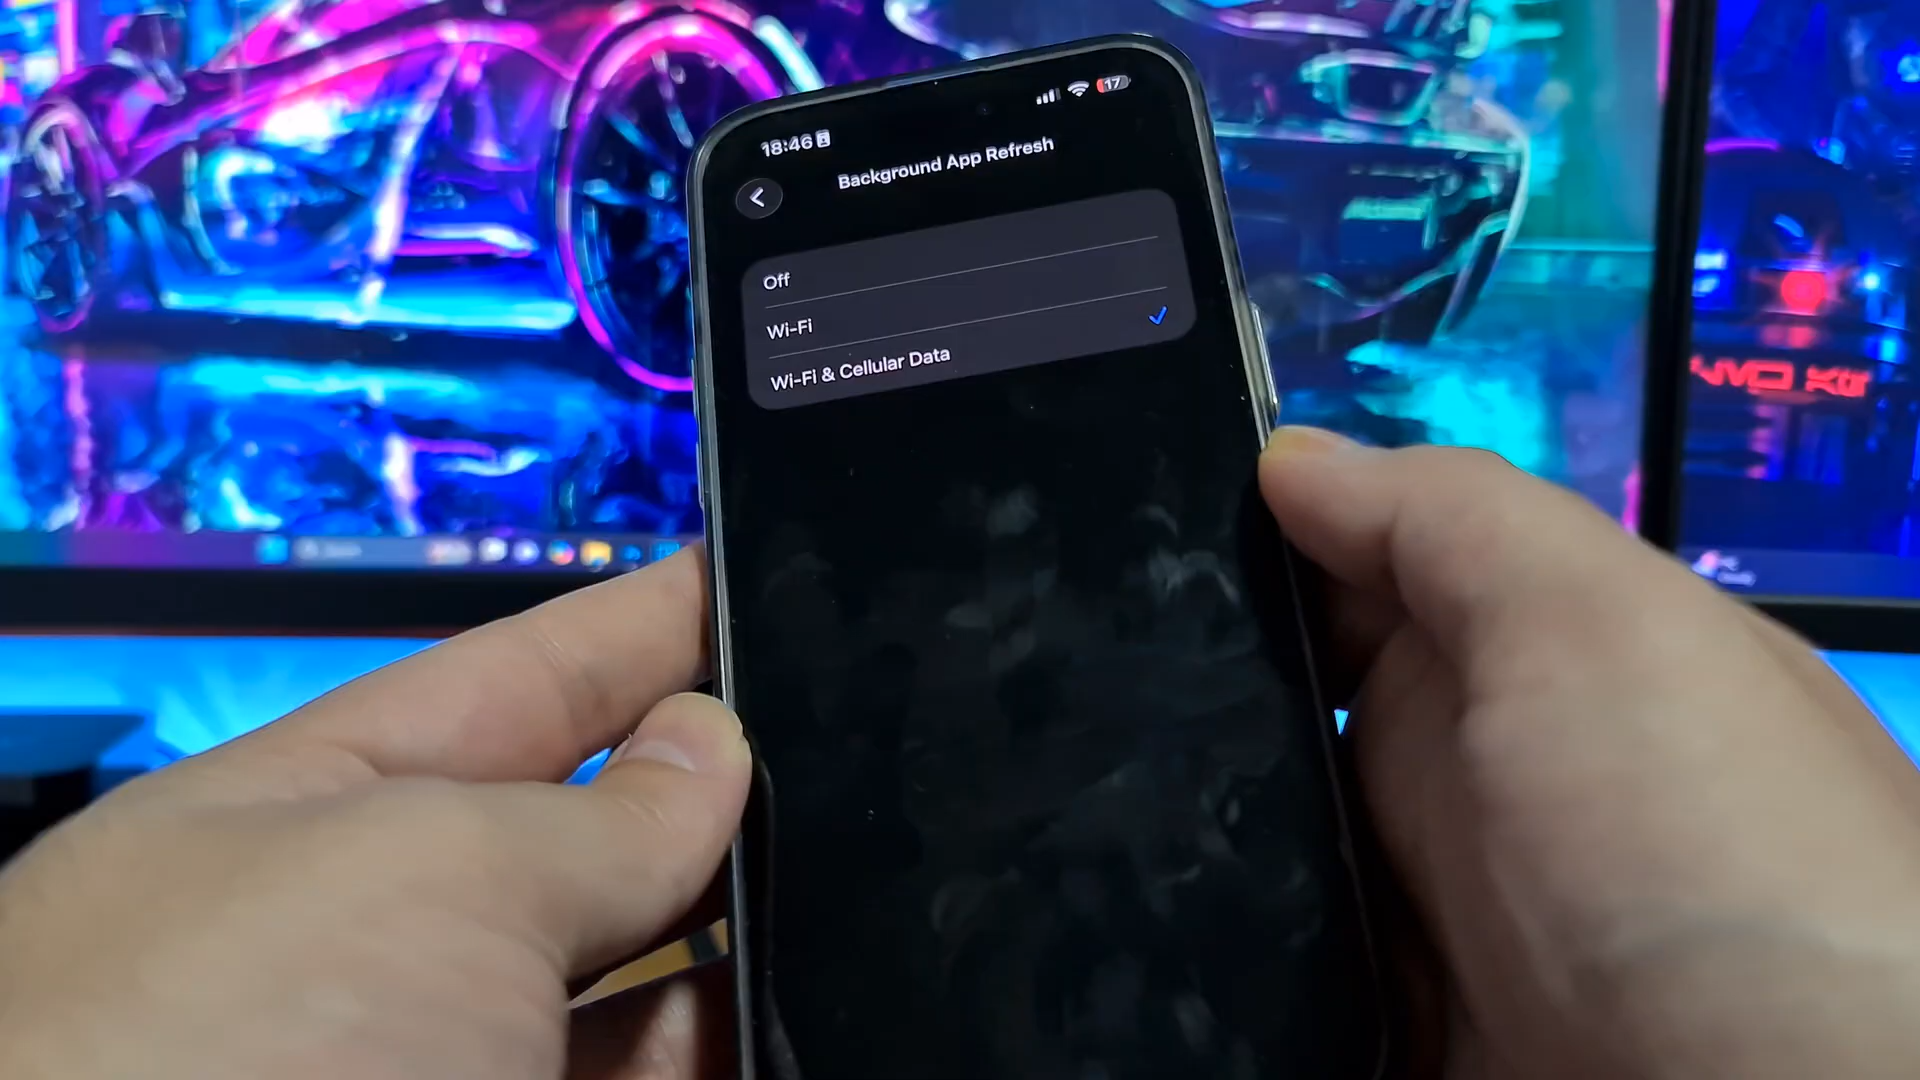 18:46
17
Background App Refresh
Off
Wi-Fi
Wi-Fi & Cellular Data